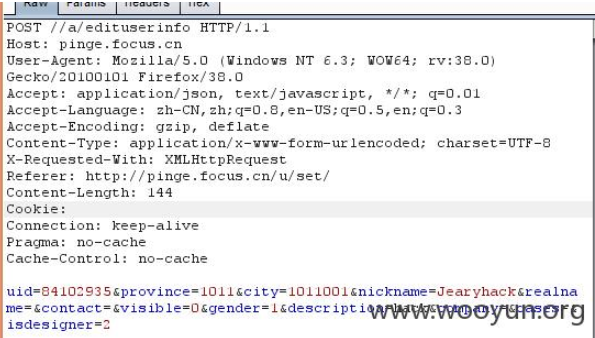 Raw Params Headers Hex
POST //a/edituserinfo HTTP/1.1
Host: pinge.focus.cn
User-Agent: Mozilla/5.0 (Windows NT 6.3; WOW64; rv:38.0)
Gecko/20100101 Firefox/38.0
Accept: application/json, text/javascript, */*; q=0.01
Accept-Language: zh-CN,zh;q=0.8,en-US;q=0.5,en;q=0.3
Accept-Encoding: gzip, deflate
Content-Type: application/x-www-form-urlencoded; charset=UTF-8
X-Requested-With: XMLHttpRequest
Referer: http://pinge.focus.cn/u/set/
Content-Length: 144
Cookie:
Connection: keep-alive
Pragma: no-cache
Cache-Control: no-cache
uid=84102935&province=1011&city=1011001&nickname=Jearyhack&realna
me=&contact=&visible=0&gender=1&description=hack&company=&cases=&
isdesigner=2
www.wooyun.org